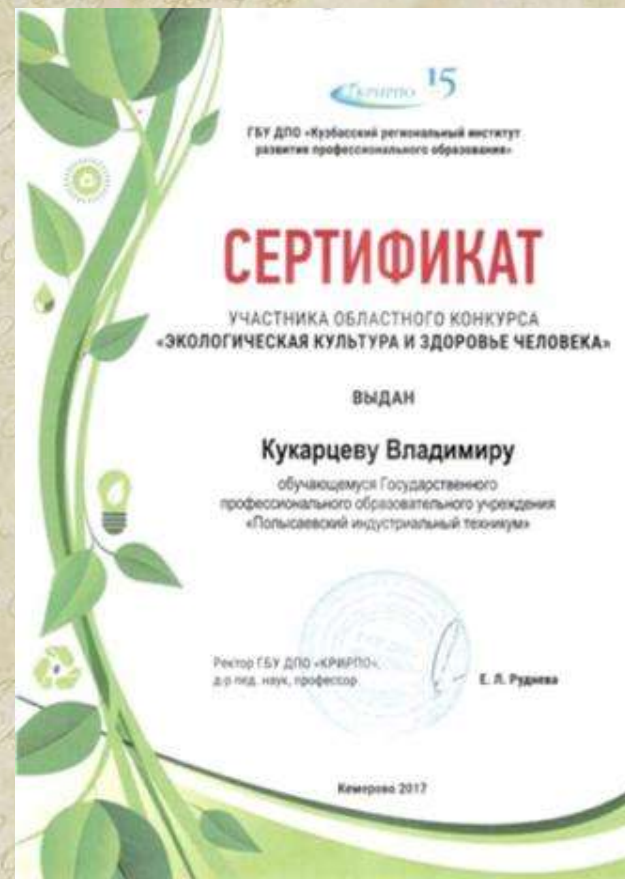 КРИРПО 15
ГБУ ДПО «Кузбасский региональный институт
развития профессионального образования»
СЕРТИФИКАТ
УЧАСТНИКА ОБЛАСТНОГО КОНКУРСА
«ЭКОЛОГИЧЕСКАЯ КУЛЬТУРА И ЗДОРОВЬЕ ЧЕЛОВЕКА»
ВЫДАН
Кукарцеву Владимиру
обучающемуся Государственного
профессионального образовательного учреждения
«Полысаевский индустриальный техникум»
Ректор ГБУ ДПО «КРИРПО»,
д-р пед. наук, профессор
Е. Л. Руднева
Кемерово 2017